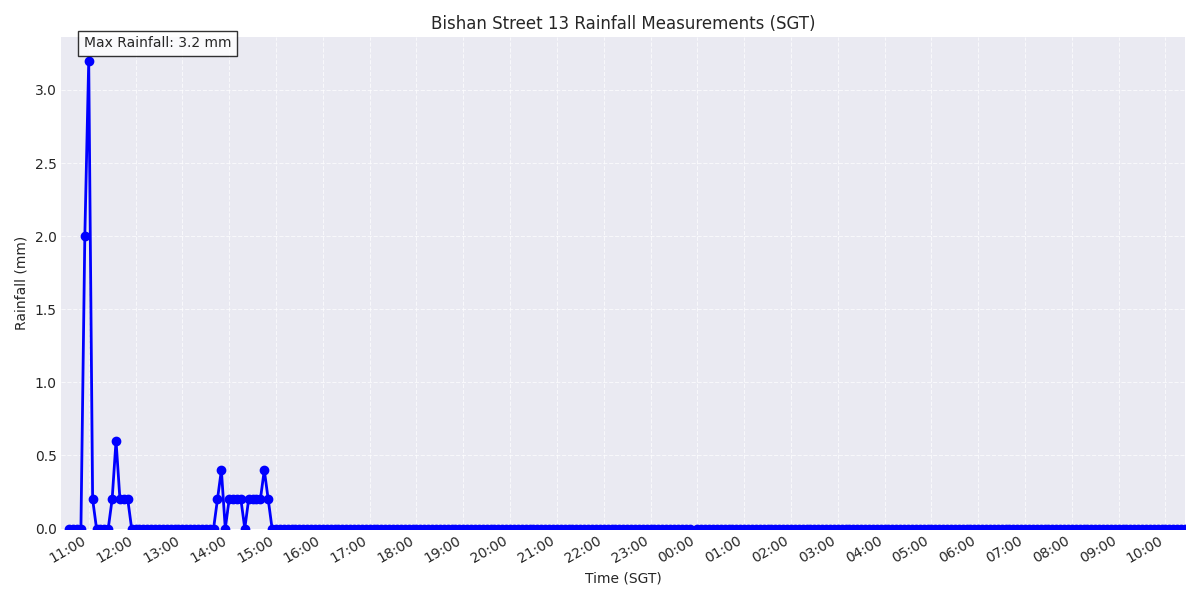 Bishan Street 13 Rainfall Measurements (SGT)
Max Rainfall: 3.2 mm
Rainfall (mm)
3.0
2.5
2.0
1.5
1.0
0.5
0.0
11:00 12:00 13:00 14:00 15:00 16:00 17:00 18:00 19:00 20:00 21:00 22:00 23:00 00:00 01:00 02:00 03:00 04:00 05:00 06:00 07:00 08:00 09:00 10:00
Time (SGT)